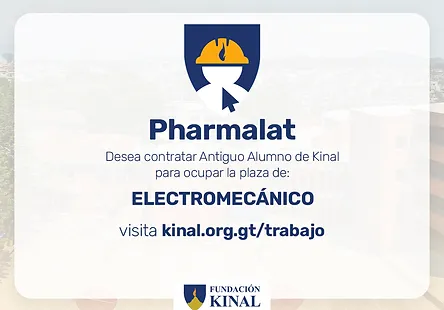 Pharmalat
Desea contratar Antiguo Alumno de Kinal
para ocupar la plaza de:
ELECTROMECÁNICO
visita kinal.org.gt/trabajo
FUNDACIÓN
KINAL